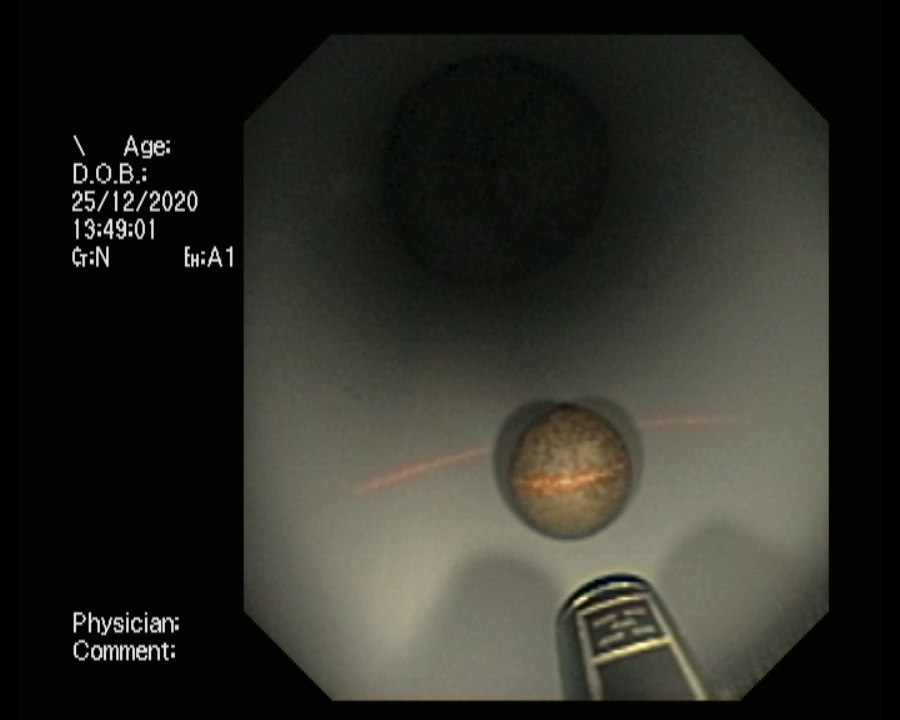 \ Age:
D.O.B.:
25/12/2020
13:49:01
Cr:N EH:A1
Physician:
Comment: